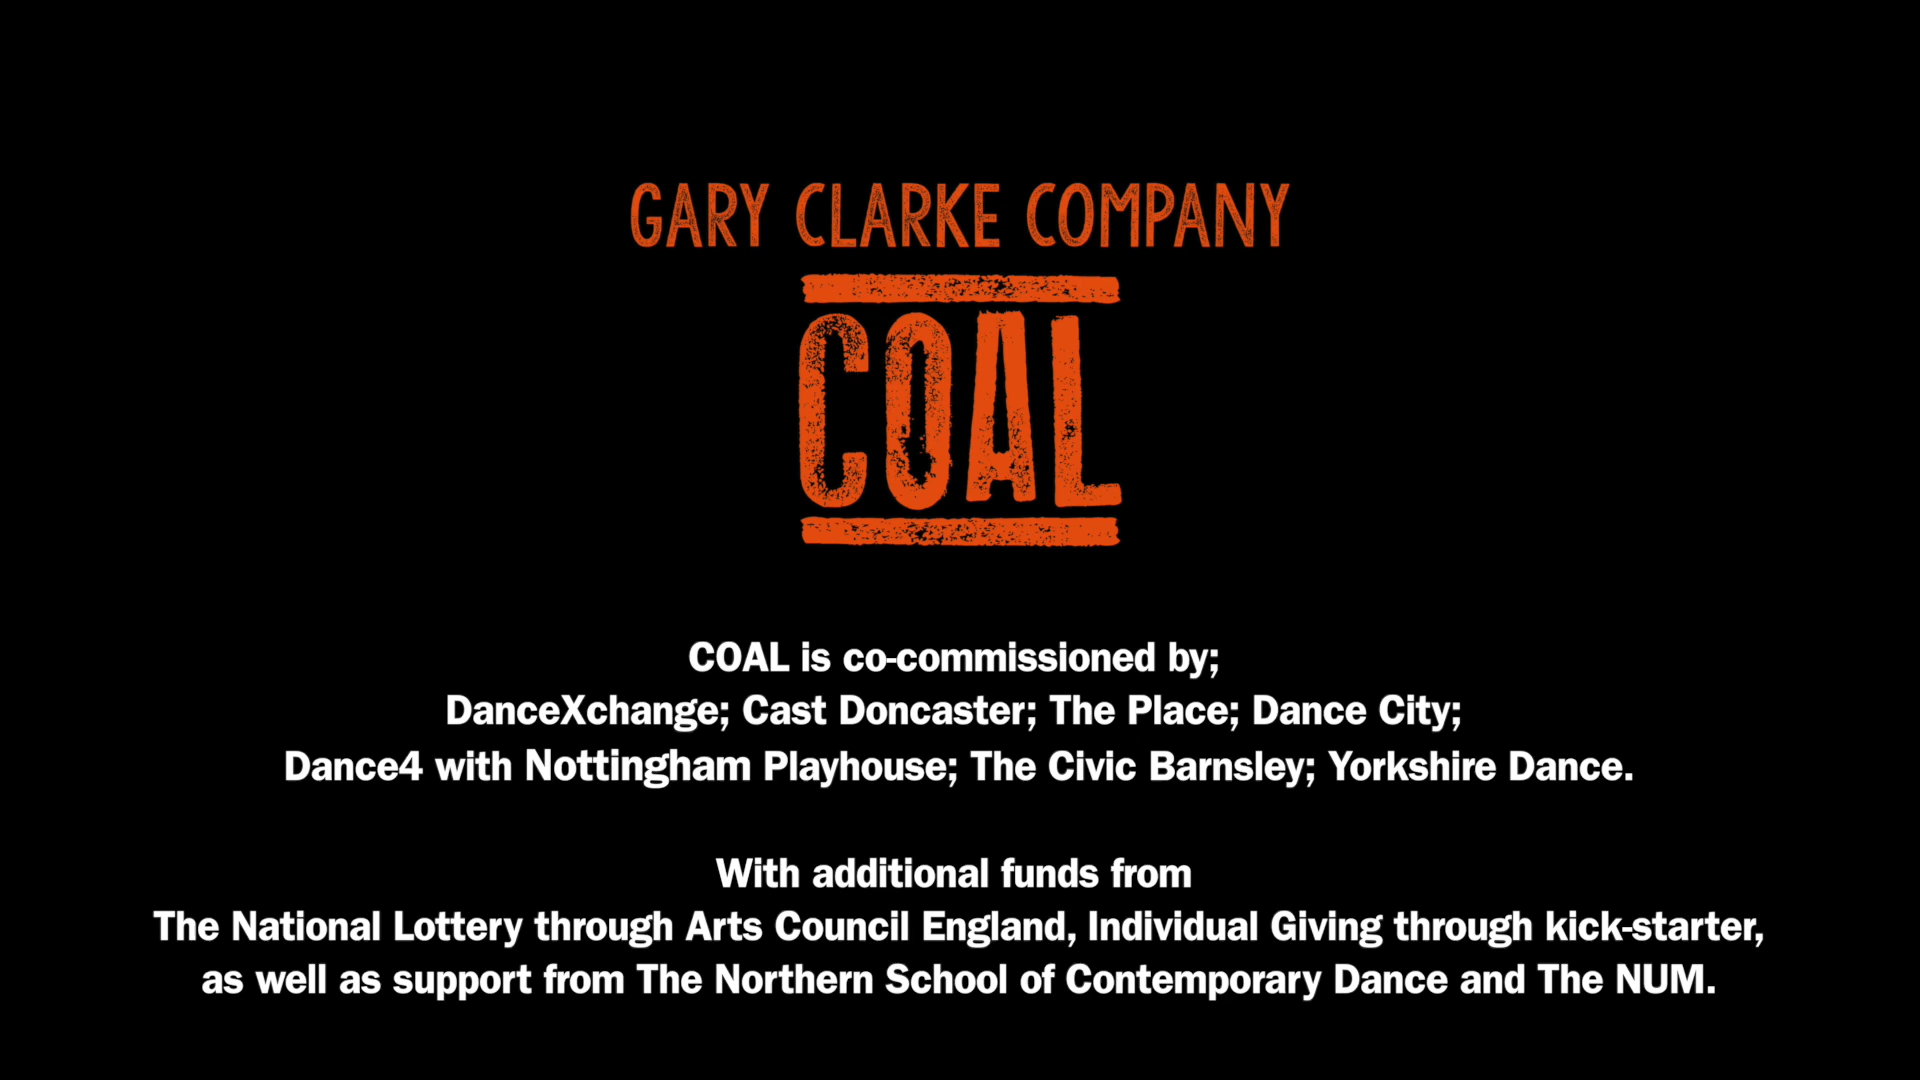 GARY CLARKE COMPANY
COAL
COAL is co-commissioned by;
DanceXchange; Cast Doncaster; The Place; Dance City;
Dance4 with Nottingham Playhouse; The Civic Barnsley; Yorkshire Dance.
With additional funds from
The National Lottery through Arts Council England, Individual Giving through kick-starter,
as well as support from The Northern School of Contemporary Dance and The NUM.